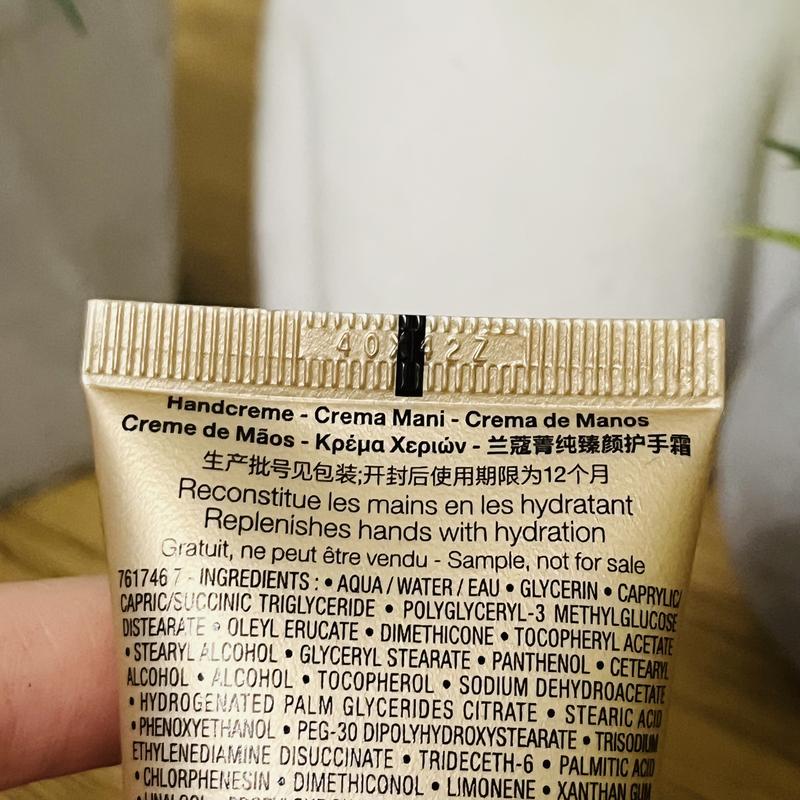 40X42Z
Handcreme - Crema Mani - Crema de Manos
Creme de Mãos - Κρέμα Χεριών - 兰蔻菁纯臻颜护手霜
生产批号见包装;开封后使用期限为12个月
Reconstitue les mains en les hydratant
Replenishes hands with hydration
Gratuit, ne peut être vendu - Sample, not for sale
761746 7 - INGREDIENTS : • AQUA / WATER / EAU • GLYCERIN • CAPRYLIC/
CAPRIC/SUCCINIC TRIGLYCERIDE • POLYGLYCERYL-3 METHYLGLUCOSE
DISTEARATE • OLEYL ERUCATE • DIMETHICONE • TOCOPHERYL ACETATE
• STEARYL ALCOHOL • GLYCERYL STEARATE • PANTHENOL • CETEARYL
ALCOHOL • ALCOHOL • TOCOPHEROL • SODIUM DEHYDROACETATE
• HYDROGENATED PALM GLYCERIDES CITRATE • STEARIC ACID
• PHENOXYETHANOL • PEG-30 DIPOLYHYDROXYSTEARATE • TRISODIUM
ETHYLENEDIAMINE DISUCCINATE • TRIDECETH-6 • PALMITIC ACID
• CHLORPHENESIN • DIMETHICONOL • LIMONENE • XANTHAN GUM